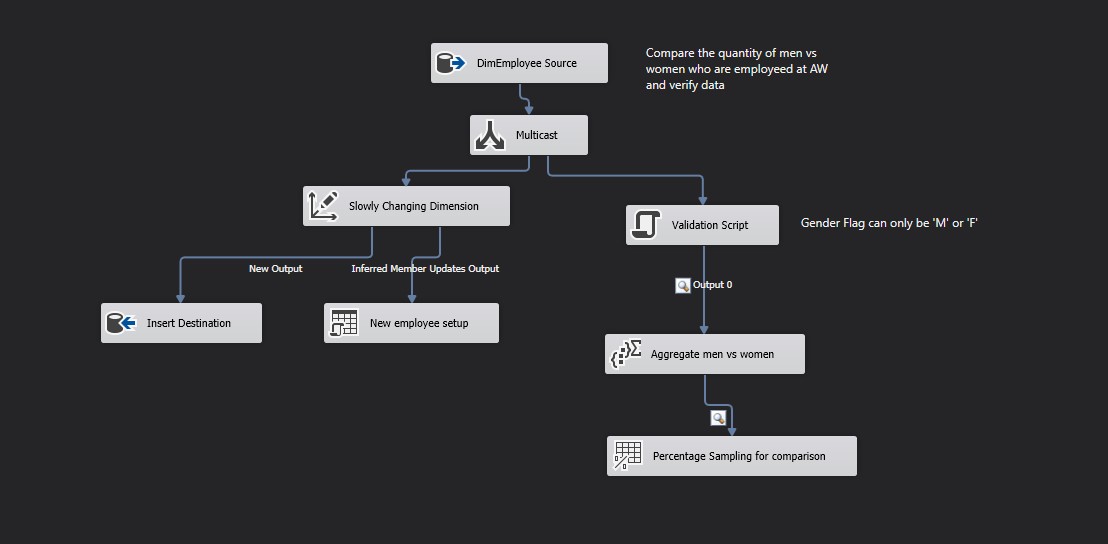 DimEmployee Source
Compare the quantity of men vs
women who are employeed at AW
and verify data
Multicast
Slowly Changing Dimension
Validation Script
Gender Flag can only be 'M' or 'F'
New Output
Inferred Member Updates Output
Output 0
Insert Destination
New employee setup
Aggregate men vs women
Percentage Sampling for comparison